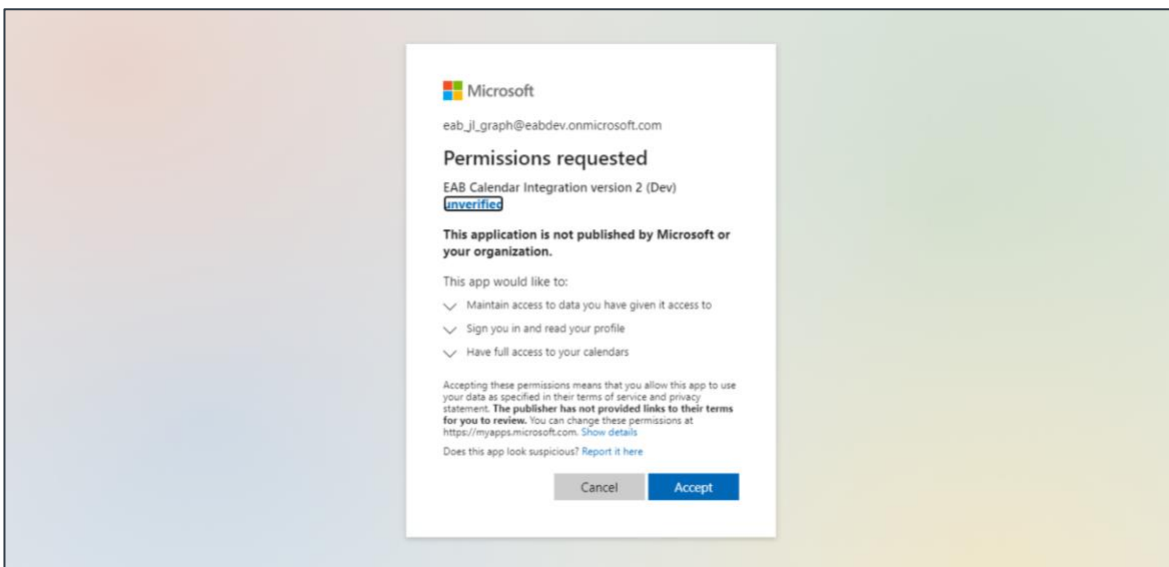 Microsoft
eab_jl_graph@eabdev.onmicrosoft.com
Permissions requested
EAB Calendar Integration version 2 (Dev)
unverified
This application is not published by Microsoft or
your organization.
This app would like to:
Maintain access to data you have given it access to
Sign you in and read your profile
Have full access to your calendars
Accepting these permissions means that you allow this app to use
your data as specified in their terms of service and privacy
statement. The publisher has not provided links to their terms
for you to review. You can change these permissions at
https://myapps.microsoft.com. Show details
Does this app look suspicious? Report it here
Cancel Accept